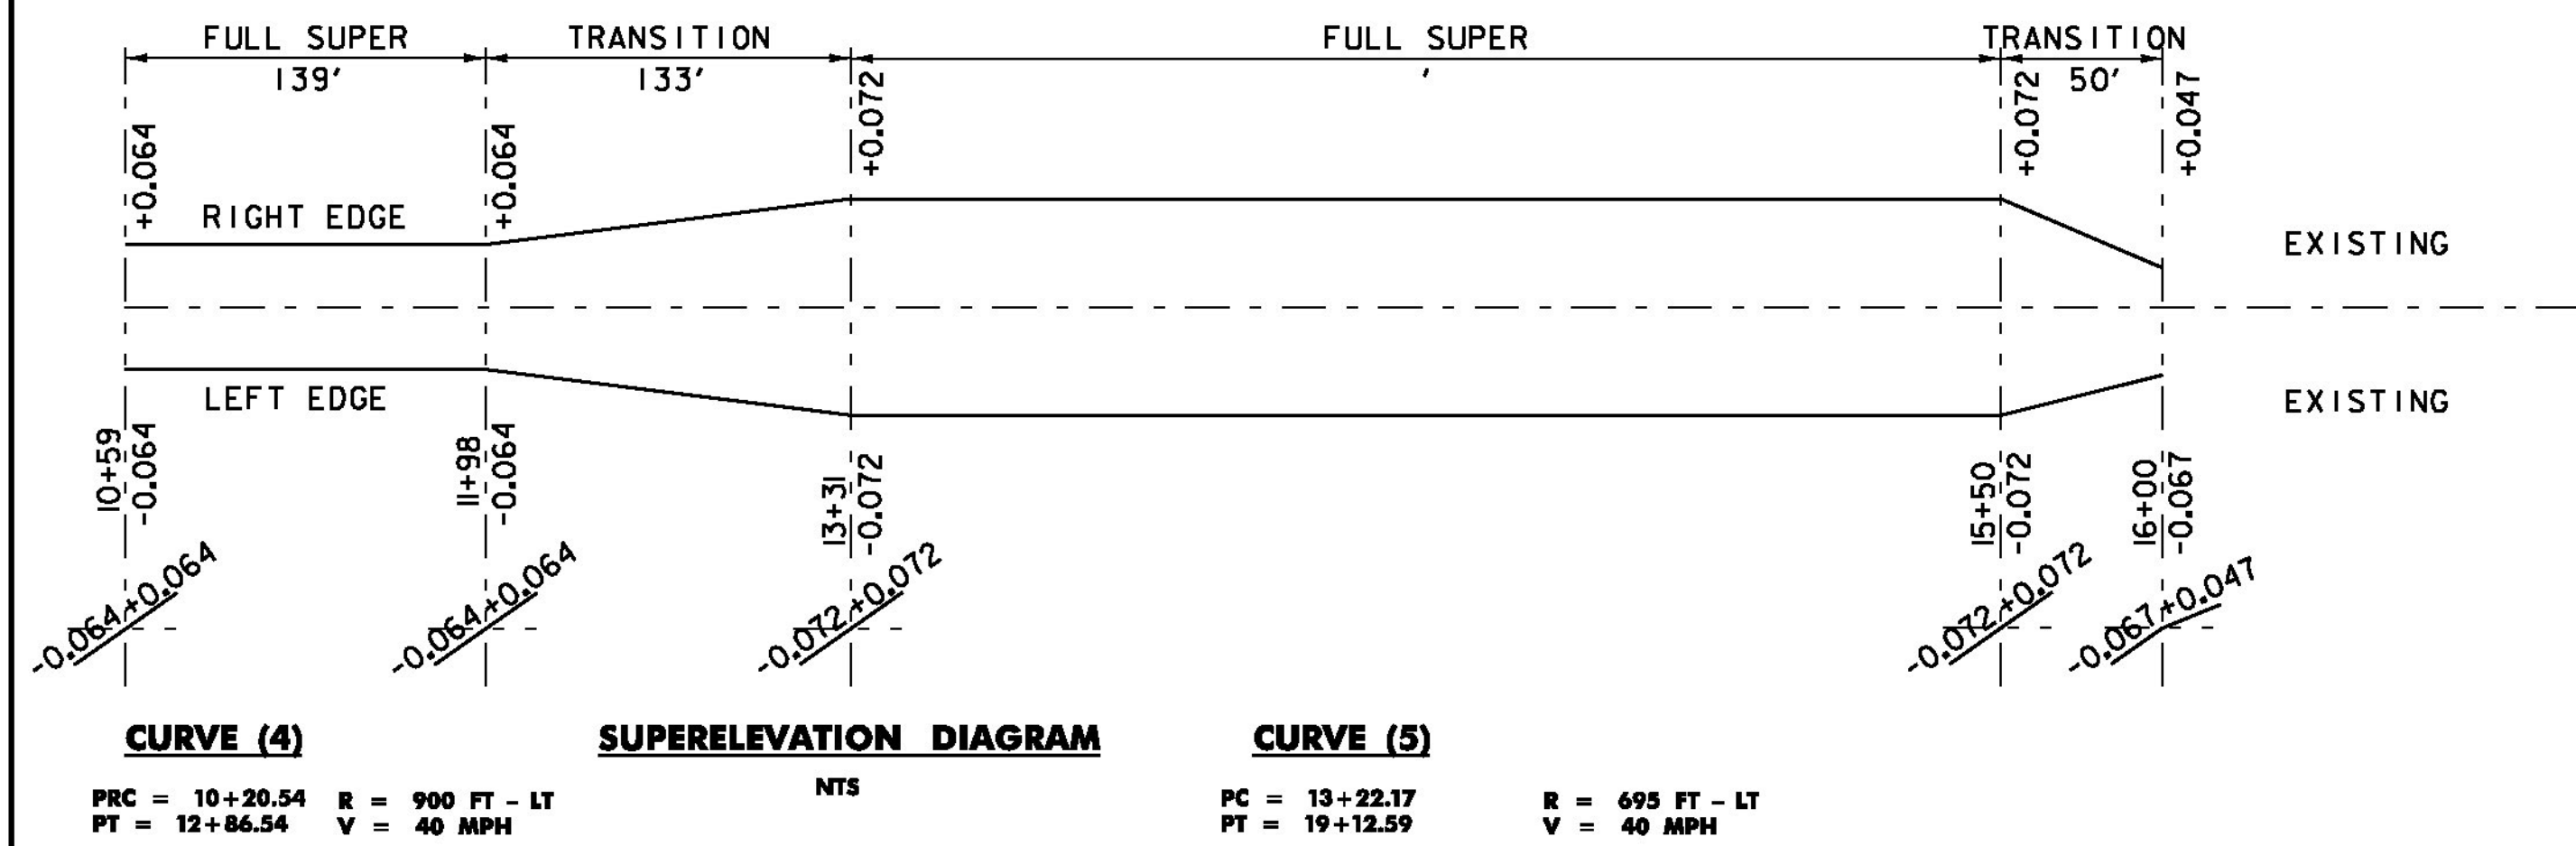 FULL SUPER
TRANSITION
FULL SUPER
TRANSITION
139'
133'
'
50'
+0.064
+0.064
+0.072
+0.072
+0.047
RIGHT EDGE
EXISTING
LEFT EDGE
EXISTING
10+59
-0.064
11+98
-0.064
13+31
-0.072
15+50
-0.072
16+00
-0.067
-0.064 +0.064
-0.064 +0.064
-0.072 +0.072
-0.072 +0.072
-0.067 +0.047
CURVE (4)
SUPERELEVATION DIAGRAM
CURVE (5)
NTS
PRC = 10+20.54 R = 900 FT - LT
PT = 12+86.54 V = 40 MPH
PC = 13+22.17 R = 695 FT - LT
PT = 19+12.59 V = 40 MPH